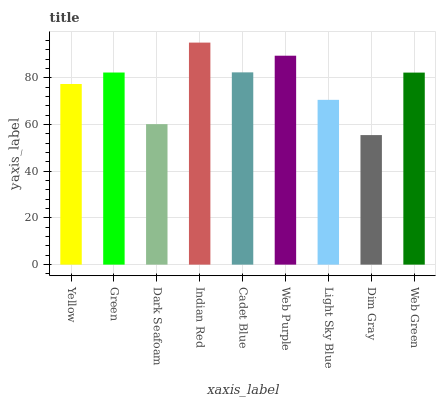 title
yaxis_label
80
60
40
20
0
Yellow
Green
Dark Seafoam
Indian Red
Cadet Blue
Web Purple
Light Sky Blue
Dim Gray
Web Green
xaxis_label